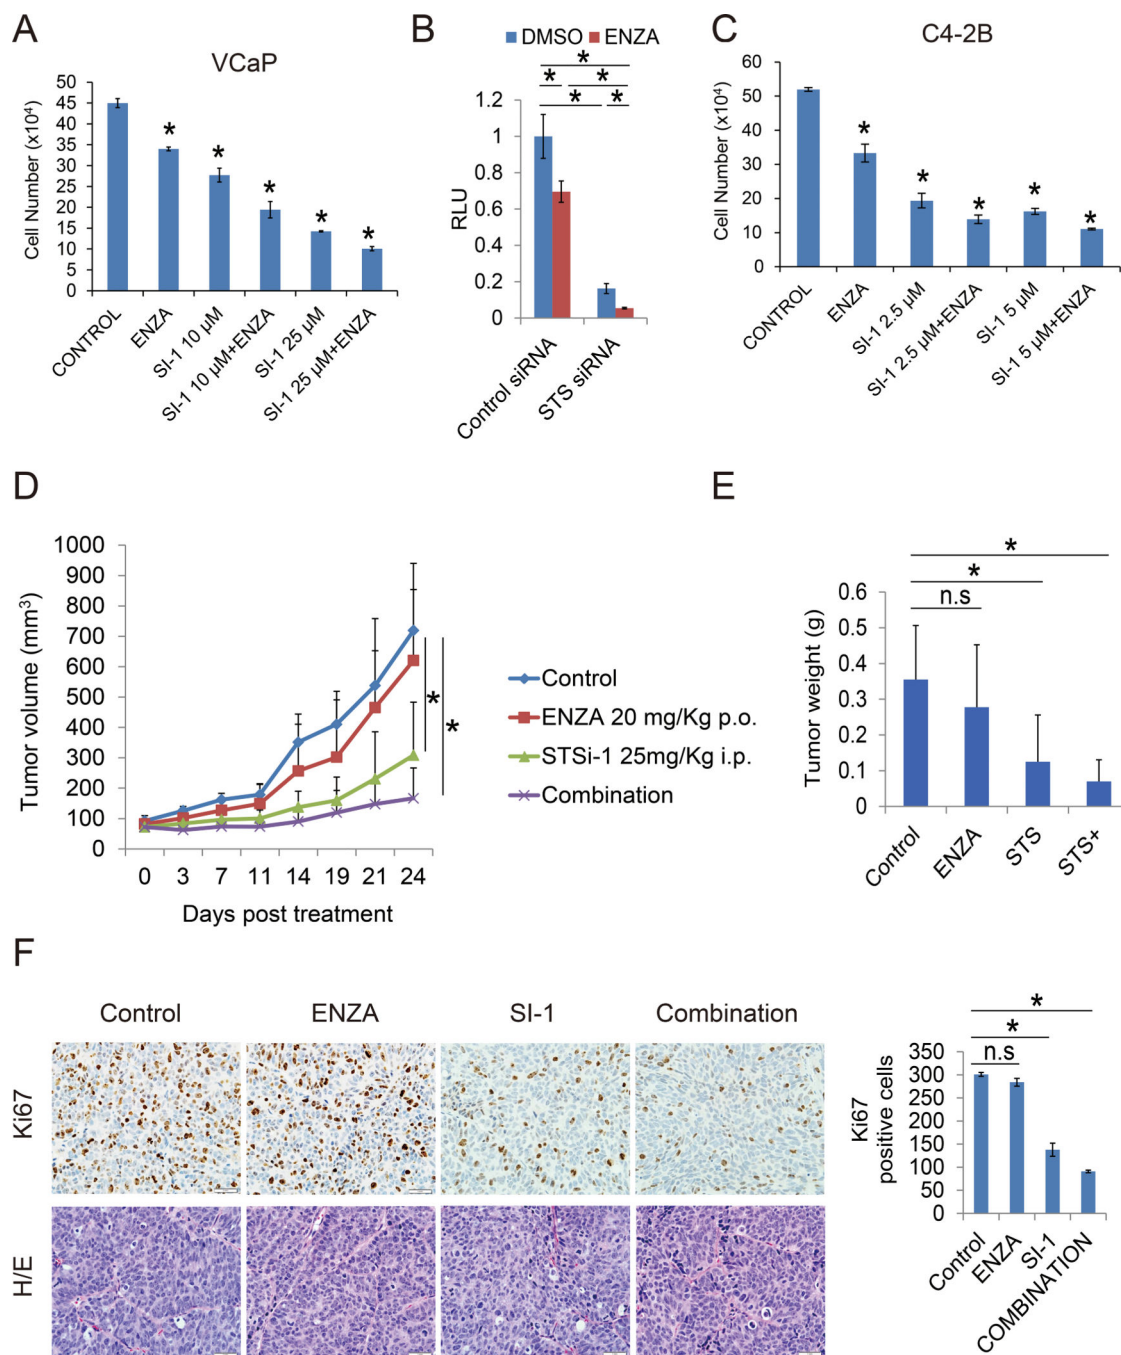 A
VCaP
Cell Number (x10⁴)
50
45
40
35
30
25
20
15
10
5
0
*
*
*
*
*
CONTROL
ENZA
SI-1 10 µM
SI-1 10 µM+ENZA
SI-1 25 µM
SI-1 25 µM+ENZA
B
DMSO ENZA
*
* *
* *
RLU
1.2
1
0.8
0.6
0.4
0.2
0
Control siRNA
STS siRNA
C
C4-2B
Cell Number (x10⁴)
60
50
40
30
20
10
0
*
*
*
*
*
CONTROL
ENZA
SI-1 2.5 µM
SI-1 2.5 µM+ENZA
SI-1 5 µM
SI-1 5 µM+ENZA
D
Tumor volume (mm³)
1000
900
800
700
600
500
400
300
200
100
0
0 3 7 11 14 19 21 24
Days post treatment
*
*
Control
ENZA 20 mg/Kg p.o.
STSi-1 25mg/Kg i.p.
Combination
E
*
*
n.s
Tumor weight (g)
0.6
0.5
0.4
0.3
0.2
0.1
0
Control
ENZA
STS
STS+
F
Control ENZA SI-1 Combination
Ki67
H/E
*
*
n.s
Ki67
positive cells
350
300
250
200
150
100
50
0
Control
ENZA
SI-1
COMBINATION